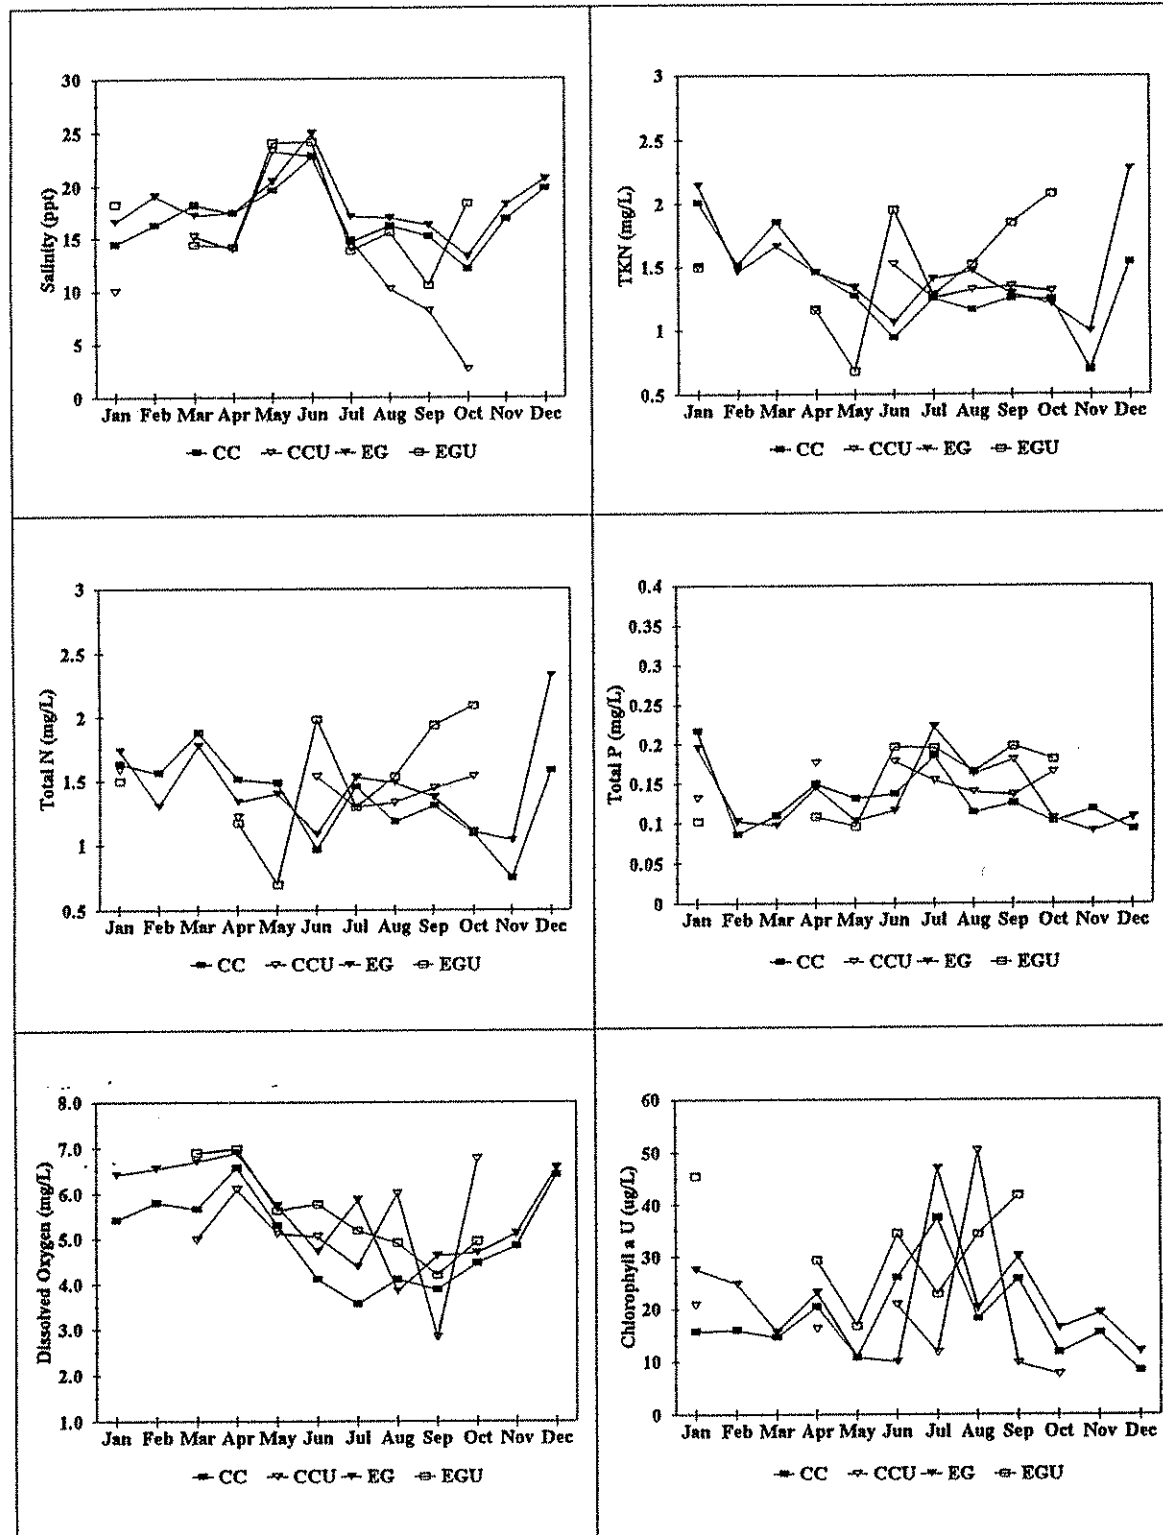 Salinity (ppt)
30
25
20
15
10
5
0
Jan Feb Mar Apr May Jun Jul Aug Sep Oct Nov Dec
CC CCU EG EGU
TKN (mg/L)
3
2.5
2
1.5
1
0.5
Jan Feb Mar Apr May Jun Jul Aug Sep Oct Nov Dec
CC CCU EG EGU
Total N (mg/L)
3
2.5
2
1.5
1
0.5
Jan Feb Mar Apr May Jun Jul Aug Sep Oct Nov Dec
CC CCU EG EGU
Total P (mg/L)
0.4
0.35
0.3
0.25
0.2
0.15
0.1
0.05
0
Jan Feb Mar Apr May Jun Jul Aug Sep Oct Nov Dec
CC CCU EG EGU
Dissolved Oxygen (mg/L)
8.0
7.0
6.0
5.0
4.0
3.0
2.0
1.0
Jan Feb Mar Apr May Jun Jul Aug Sep Oct Nov Dec
CC CCU EG EGU
Chlorophyll a U (ug/L)
60
50
40
30
20
10
0
Jan Feb Mar Apr May Jun Jul Aug Sep Oct Nov Dec
CC CCU EG EGU